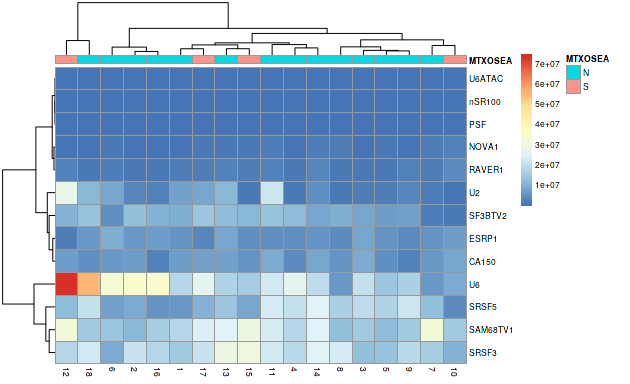 MTXOSEA
U6ATAC
nSR100
PSF
NOVA1
RAVER1
U2
SF3BTV2
ESRP1
CA150
U6
SRSF5
SAM68TV1
SRSF3
12 18 6 2 16 1 17 13 15 11 4 14 8 3 5 9 7 10
7e+07
6e+07
5e+07
4e+07
3e+07
2e+07
1e+07
MTXOSEA
N
S